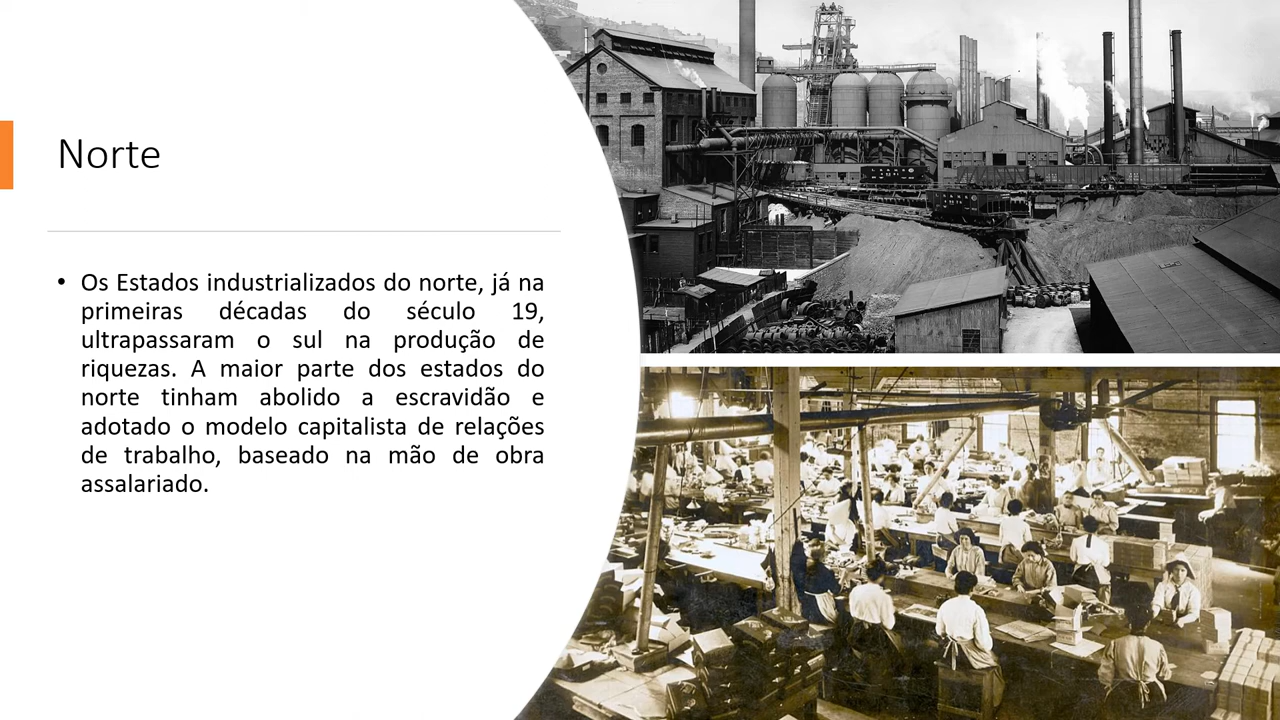 Norte
• Os Estados industrializados do norte, já na
primeiras décadas do século 19,
ultrapassaram o sul na produção de
riquezas. A maior parte dos estados do
norte tinham abolido a escravidão e
adotado o modelo capitalista de relações
de trabalho, baseado na mão de obra
assalariado.